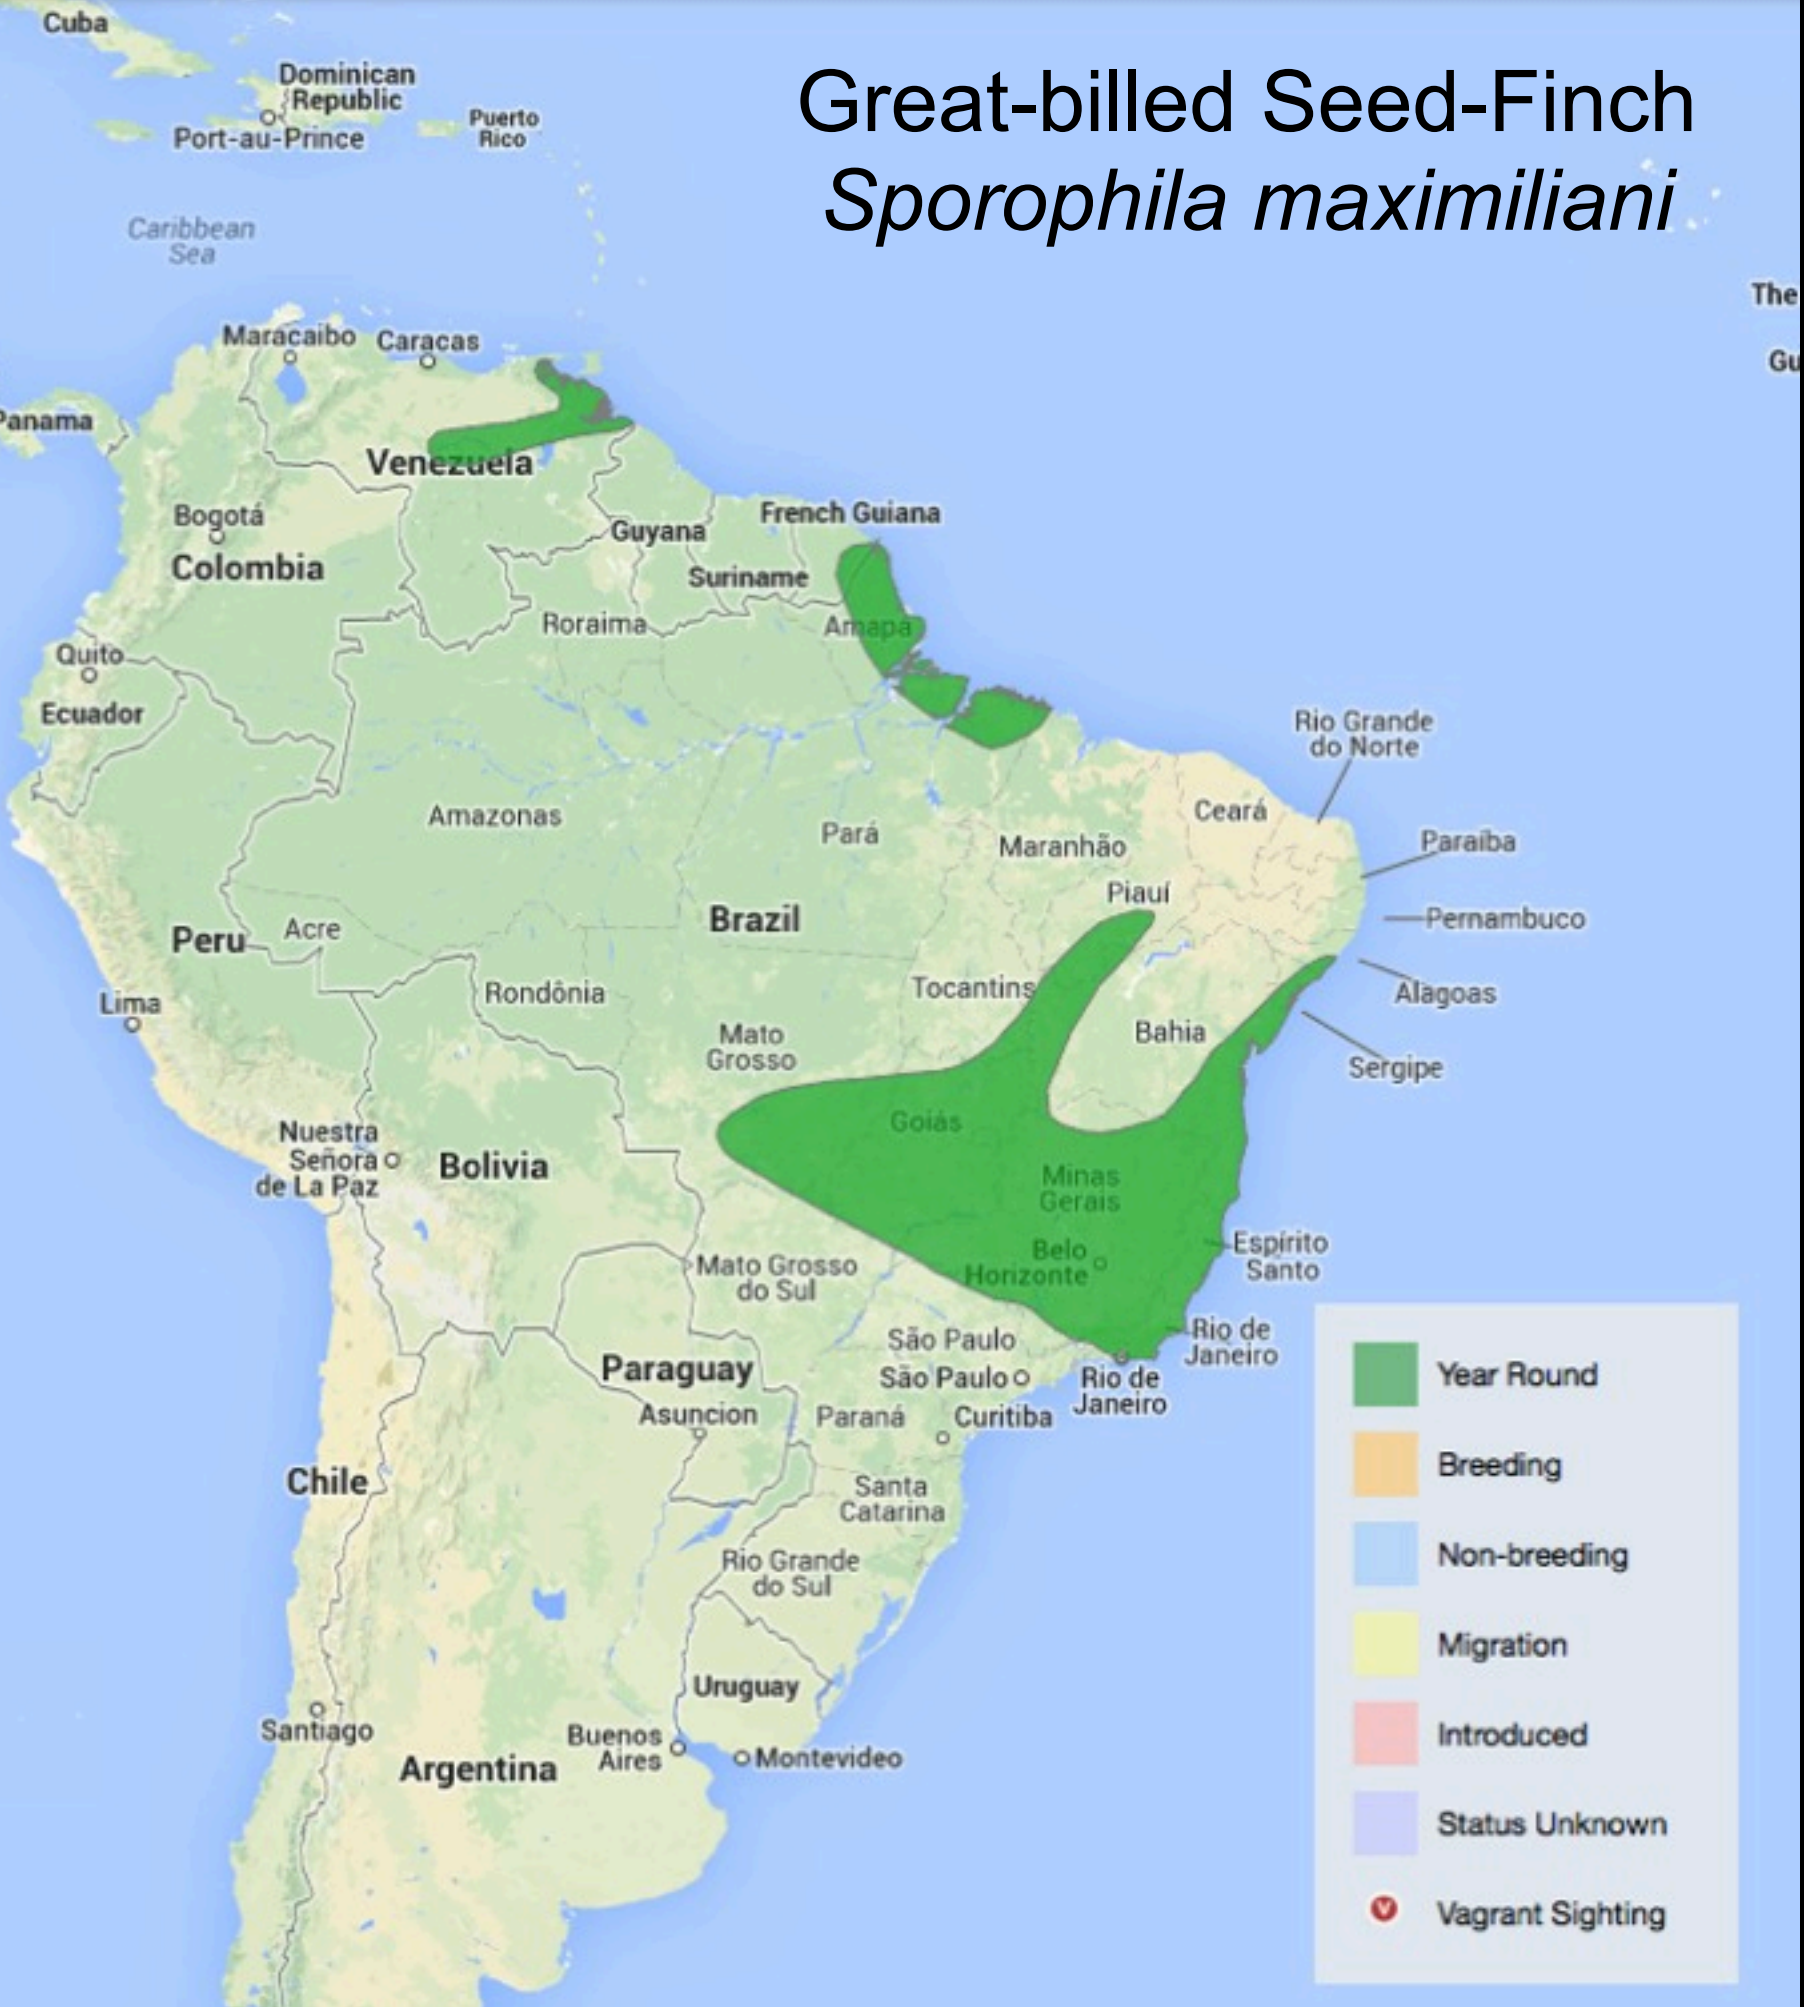 Great-billed Seed-Finch
Sporophila maximiliani
Cuba
Dominican
Republic
Port-au-Prince
Puerto
Rico
Caribbean
Sea
The
Gu
Maracaibo
Caracas
Panama
Venezuela
Bogotá
Colombia
Guyana
French Guiana
Suriname
Roraima
Amapá
Quito
Ecuador
Rio Grande
do Norte
Amazonas
Pará
Maranhão
Ceará
Paraíba
Piauí
Pernambuco
Brazil
Peru
Acre
Lima
Rondônia
Tocantins
Alagoas
Mato
Grosso
Bahia
Sergipe
Goiás
Nuestra
Señora
de La Paz
Bolivia
Minas
Gerais
Belo
Horizonte
Espírito
Santo
Mato Grosso
do Sul
São Paulo
São Paulo
Rio de
Janeiro
Rio de
Janeiro
Paraguay
Asuncion
Paraná
Curitiba
Chile
Santa
Catarina
Rio Grande
do Sul
Uruguay
Santiago
Buenos
Aires
Montevideo
Argentina
Year Round
Breeding
Non-breeding
Migration
Introduced
Status Unknown
V
Vagrant Sighting